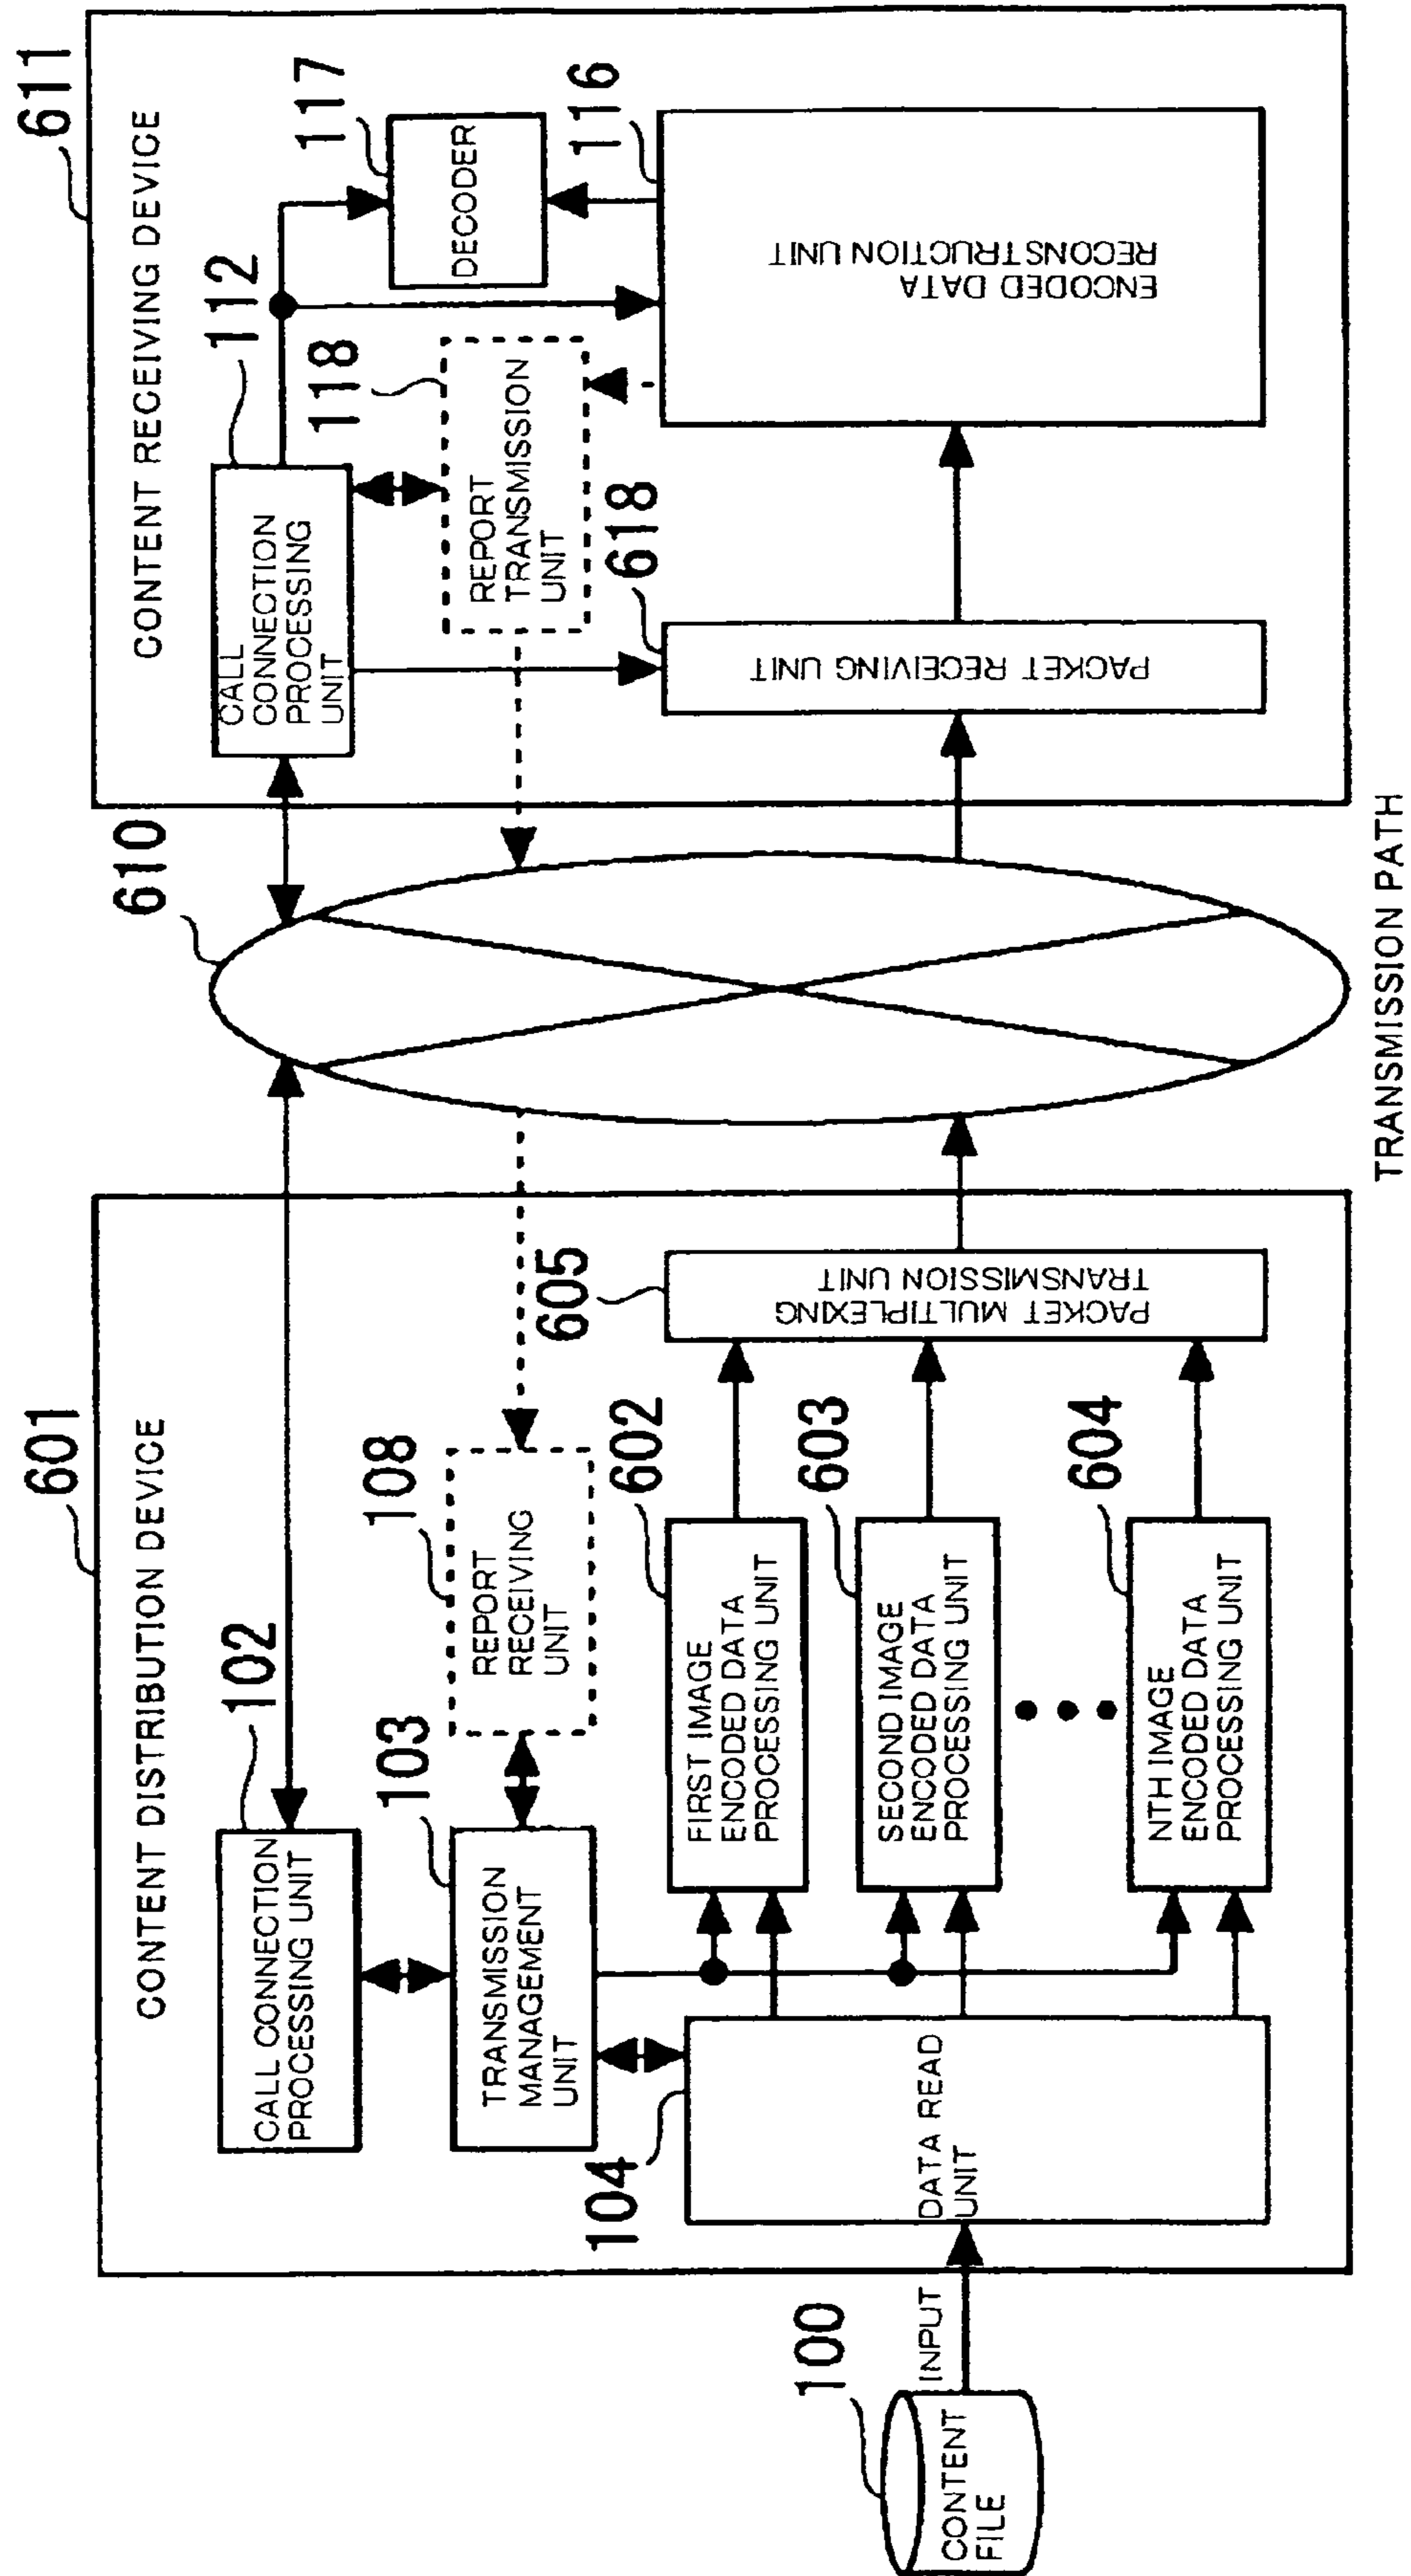 601
CONTENT DISTRIBUTION DEVICE
102
CALL CONNECTION
PROCESSING UNIT
103
TRANSMISSION
MANAGEMENT
UNIT
108
REPORT
RECEIVING
UNIT
104
DATA READ
UNIT
100
CONTENT
FILE
INPUT
602
FIRST IMAGE
ENCODED DATA
PROCESSING UNIT
603
SECOND IMAGE
ENCODED DATA
PROCESSING UNIT
604
NTH IMAGE
ENCODED DATA
PROCESSING UNIT
605
PACKET MULTIPLEXING
TRANSMISSION UNIT
610
TRANSMISSION PATH
611
CONTENT RECEIVING DEVICE
112
CALL
CONNECTION
PROCESSING
UNIT
118
REPORT
TRANSMISSION
UNIT
117
DECODER
618
PACKET RECEIVING UNIT
116
ENCODED DATA
RECONSTRUCTION UNIT